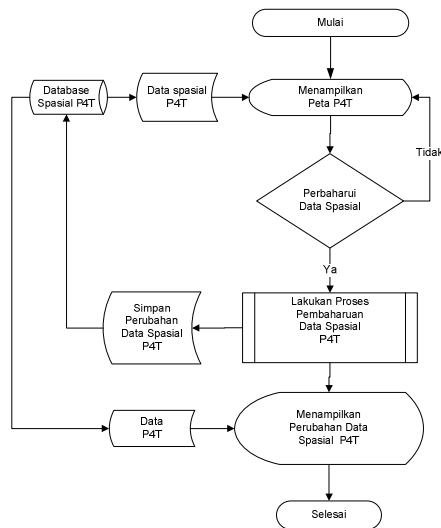 Mulai
Database
Spasial P4T
Data spasial
P4T
Menampilkan
Peta P4T
Tidak
Perbaharui
Data Spasial
Ya
Simpan
Perubahan
Data Spasial
P4T
Lakukan Proses
Pembaharuan
Data Spasial
P4T
Data
P4T
Menampilkan
Perubahan Data
Spasial P4T
Selesai